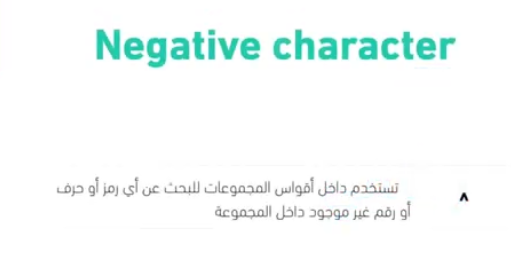 Negative character
^
تستخدم داخل أقواس المجموعات للبحث عن أي رمز أو حرف
أو رقم غير موجود داخل المجموعة